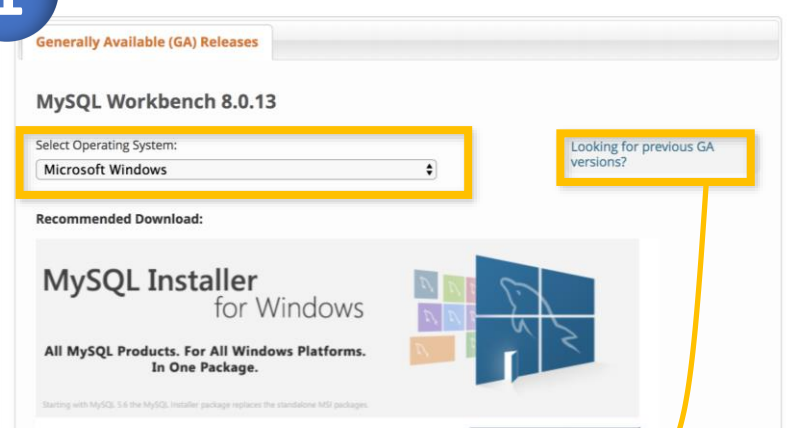 1
Generally Available (GA) Releases
MySQL Workbench 8.0.13
Select Operating System:
Microsoft Windows
Looking for previous GA
versions?
Recommended Download:
MySQL Installer
for Windows
All MySQL Products. For All Windows Platforms.
In One Package.
Starting with MySQL 5.6 the MySQL Installer package replaces the standalone MSI packages.